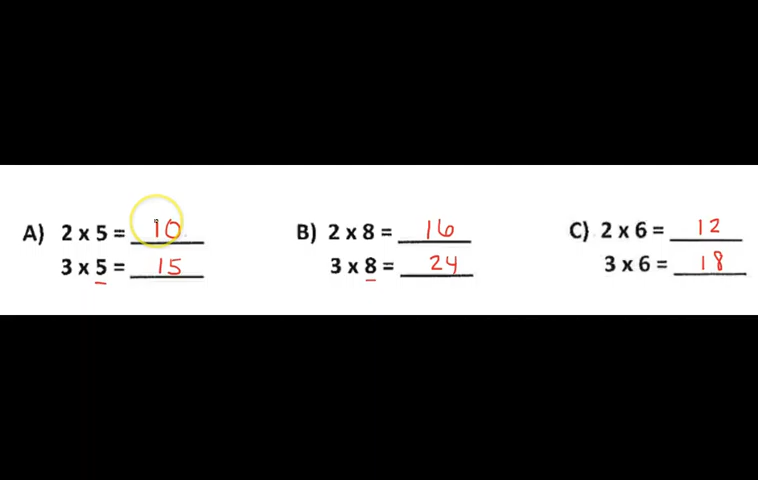 A) 2 x 5 = 10
3 x 5 = 15
B) 2 x 8 = 16
3 x 8 = 24
C) 2 x 6 = 12
3 x 6 = 18